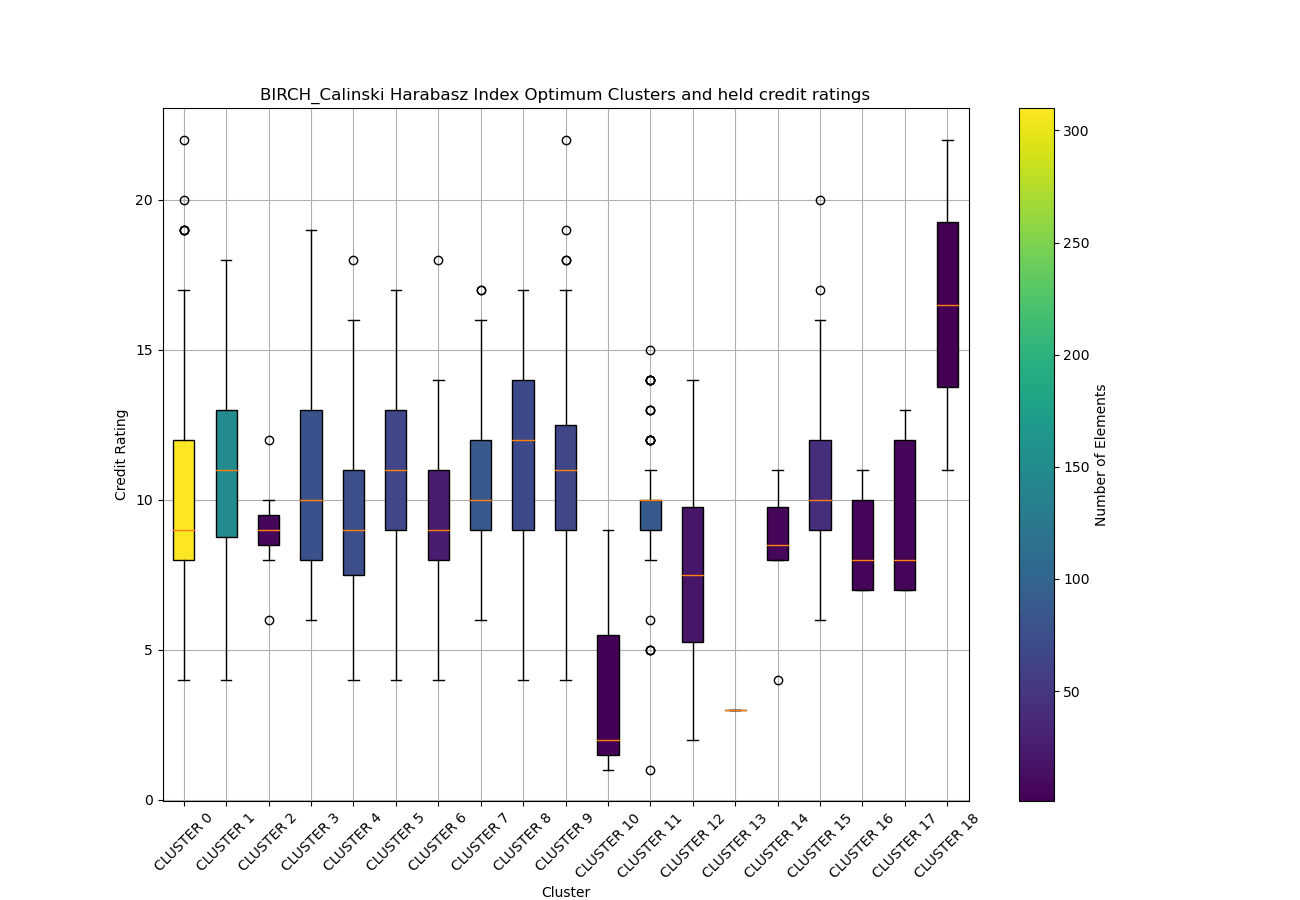 BIRCH_Calinski Harabasz Index Optimum Clusters and held credit ratings
Credit Rating
20
15
10
5
0
CLUSTER 0
CLUSTER 1
CLUSTER 2
CLUSTER 3
CLUSTER 4
CLUSTER 5
CLUSTER 6
CLUSTER 7
CLUSTER 8
CLUSTER 9
CLUSTER 10
CLUSTER 11
CLUSTER 12
CLUSTER 13
CLUSTER 14
CLUSTER 15
CLUSTER 16
CLUSTER 17
CLUSTER 18
Cluster
300
250
200
150
100
50
Number of Elements